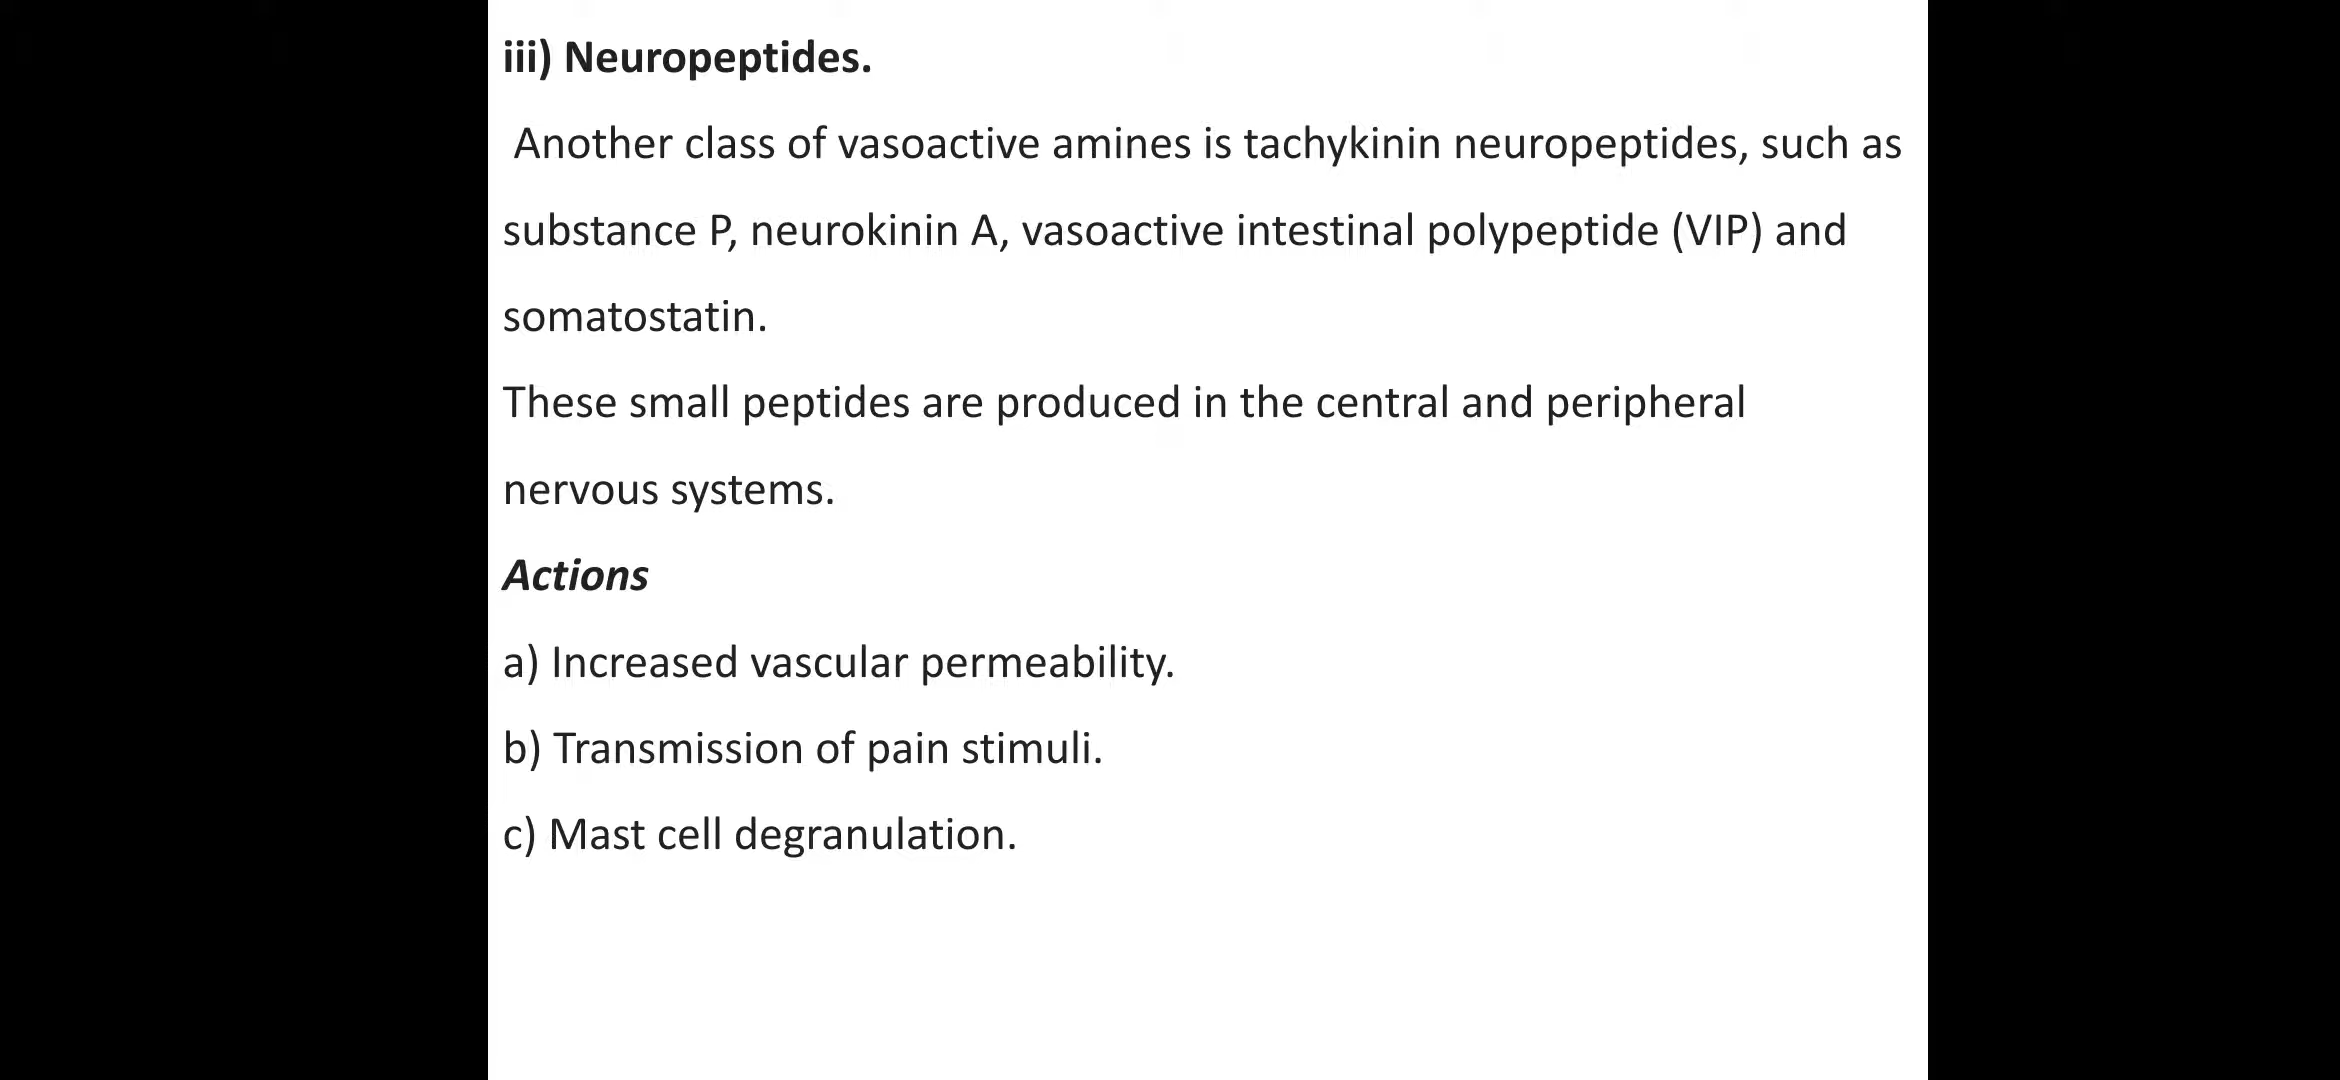 iii) Neuropeptides.
Another class of vasoactive amines is tachykinin neuropeptides, such as
substance P, neurokinin A, vasoactive intestinal polypeptide (VIP) and
somatostatin.
These small peptides are produced in the central and peripheral
nervous systems.
Actions
a) Increased vascular permeability.
b) Transmission of pain stimuli.
c) Mast cell degranulation.